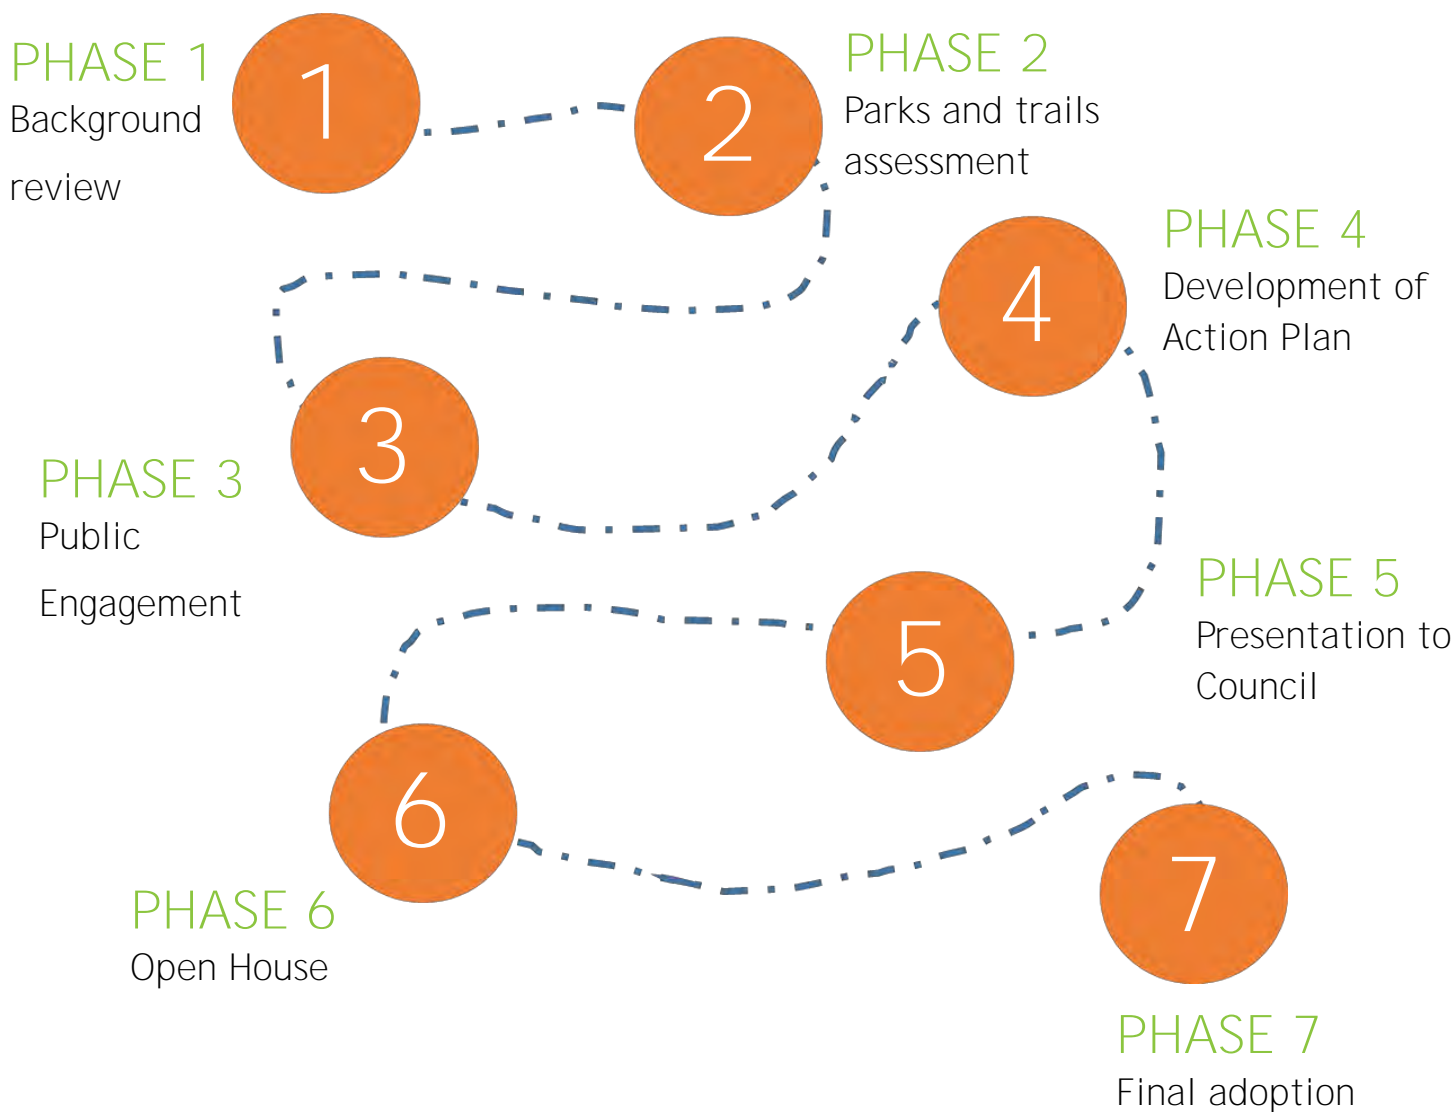 PHASE 1
Background
review
1
2
PHASE 2
Parks and trails
assessment
3
PHASE 3
Public
Engagement
4
PHASE 4
Development of
Action Plan
5
PHASE 5
Presentation to
Council
6
PHASE 6
Open House
7
PHASE 7
Final adoption